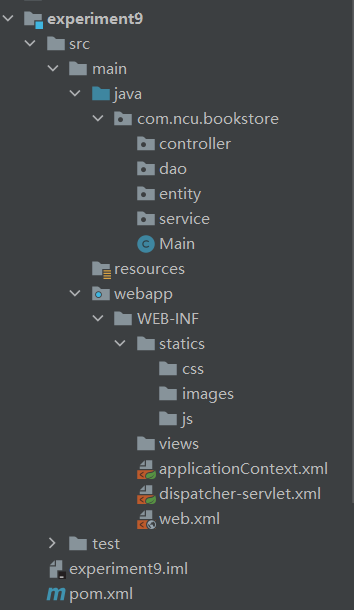 experiment9
src
main
java
com.ncu.bookstore
controller
dao
entity
service
C Main
resources
webapp
WEB-INF
statics
css
images
js
views
applicationContext.xml
dispatcher-servlet.xml
web.xml
test
experiment9.iml
m pom.xml